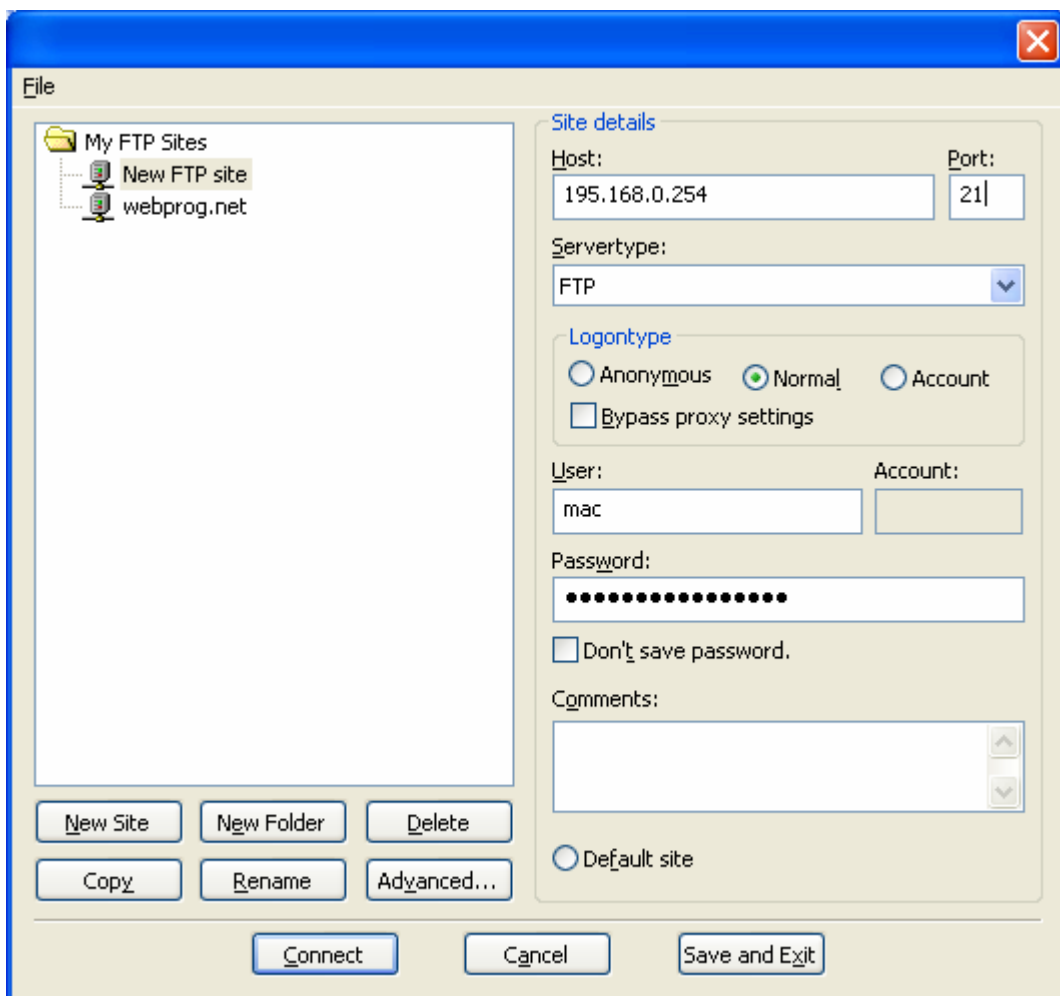 File
My FTP Sites
New FTP site
webprog.net
New Site New Folder Delete
Copy Rename Advanced...
Site details
Host: Port:
195.168.0.254 21
Servertype:
FTP
Logontype
Anonymous Normal Account
Bypass proxy settings
User: Account:
mac
Password:
••••••••••••••••
Don't save password.
Comments:
Default site
Connect Cancel Save and Exit